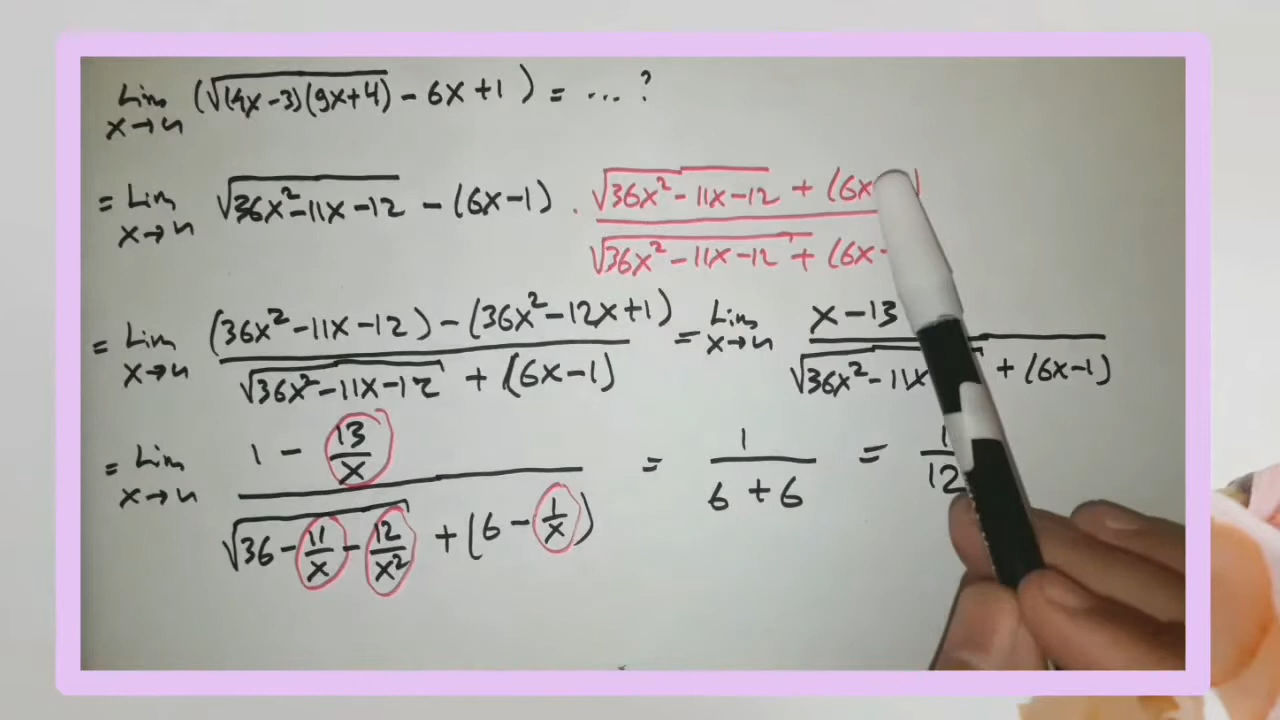 Lim x→n (√(4x-3)(9x+4) - 6x + 1) = ... ?
= Lim x→n √36x²-11x-12 - (6x-1) . √36x²-11x-12 + (6x-1 / √36x²-11x-12 + (6x-
= Lim x→n (36x²-11x-12) - (36x²-12x+1) / √36x²-11x-12 + (6x-1) = Lim x→n x-13 / √36x²-11x + (6x-1)
= Lim x→n 1 - 13/x / √36 - 11/x - 12/x² + (6 - 1/x) = 1 / 6+6 = 1/12